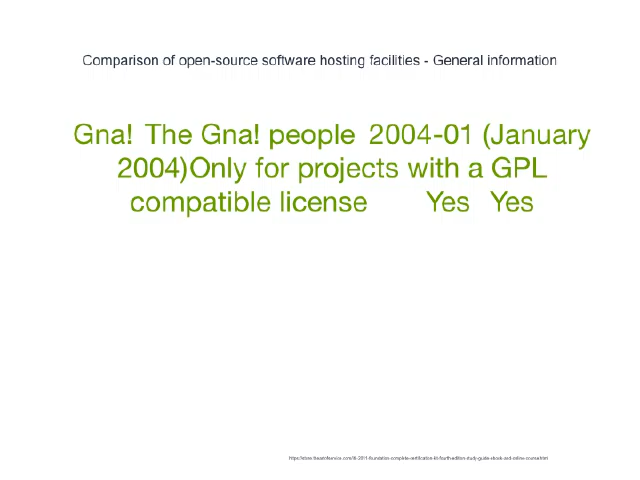 Comparison of open-source software hosting facilities - General information
Gna! The Gna! people 2004-01 (January
2004)Only for projects with a GPL
compatible license Yes Yes